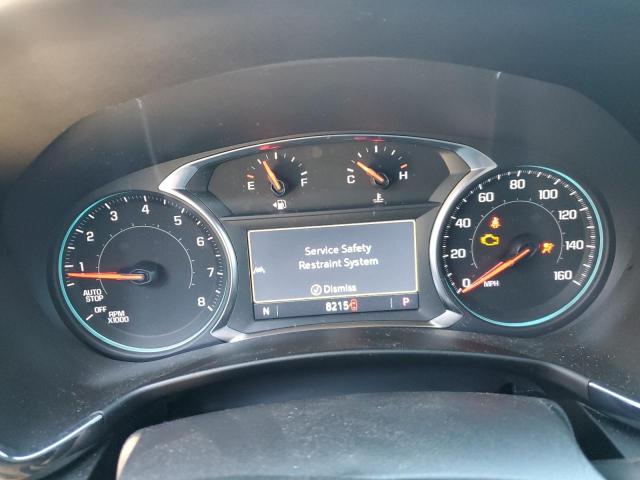 E F
C H
1 2 3 4 5 6 7 8
AUTO
STOP
OFF
RPM
X1000
Service Safety
Restraint System
Dismiss
N 8215 P
0 20 40 60 80 100 120 140 160
MPH